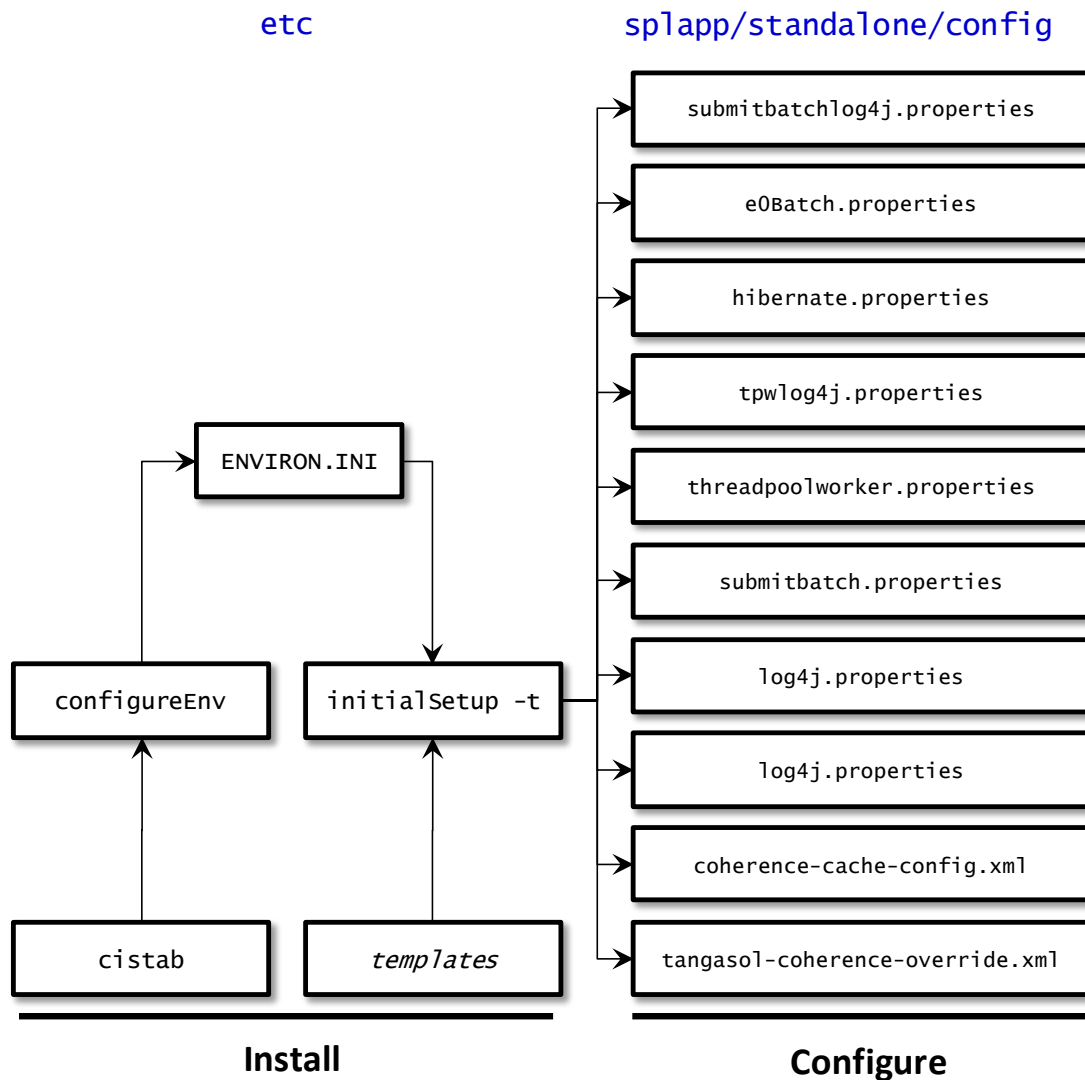 etc
splapp/standalone/config
submitbatchlog4j.properties
e0Batch.properties
hibernate.properties
tpwlog4j.properties
ENVIRON.INI
threadpoolworker.properties
submitbatch.properties
configureEnv
initialSetup -t
log4j.properties
log4j.properties
coherence-cache-config.xml
cistab
templates
tangasol-coherence-override.xml
Install
Configure